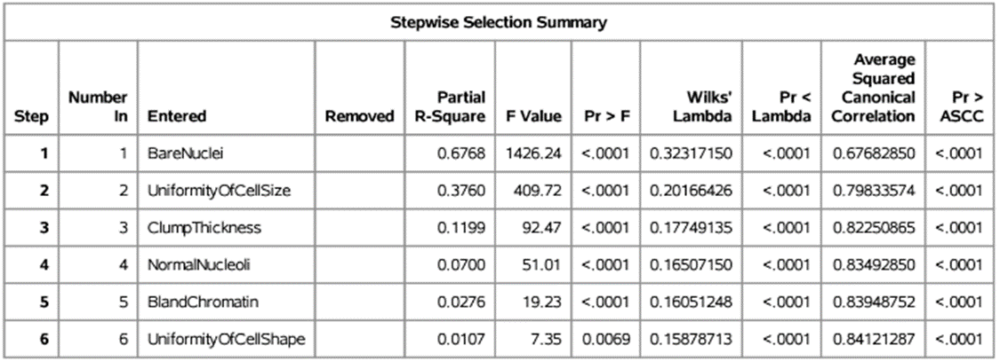 Stepwise Selection Summary
Step Number In Entered Removed Partial R-Square F Value Pr > F Wilks' Lambda Pr < Lambda Average Squared Canonical Correlation Pr > ASCC
1 1 BareNuclei 0.6768 1426.24 <.0001 0.32317150 <.0001 0.67682850 <.0001
2 2 UniformityOfCellSize 0.3760 409.72 <.0001 0.20166426 <.0001 0.79833574 <.0001
3 3 ClumpThickness 0.1199 92.47 <.0001 0.17749135 <.0001 0.82250865 <.0001
4 4 NormalNucleoli 0.0700 51.01 <.0001 0.16507150 <.0001 0.83492850 <.0001
5 5 BlandChromatin 0.0276 19.23 <.0001 0.16051248 <.0001 0.83948752 <.0001
6 6 UniformityOfCellShape 0.0107 7.35 0.0069 0.15878713 <.0001 0.84121287 <.0001